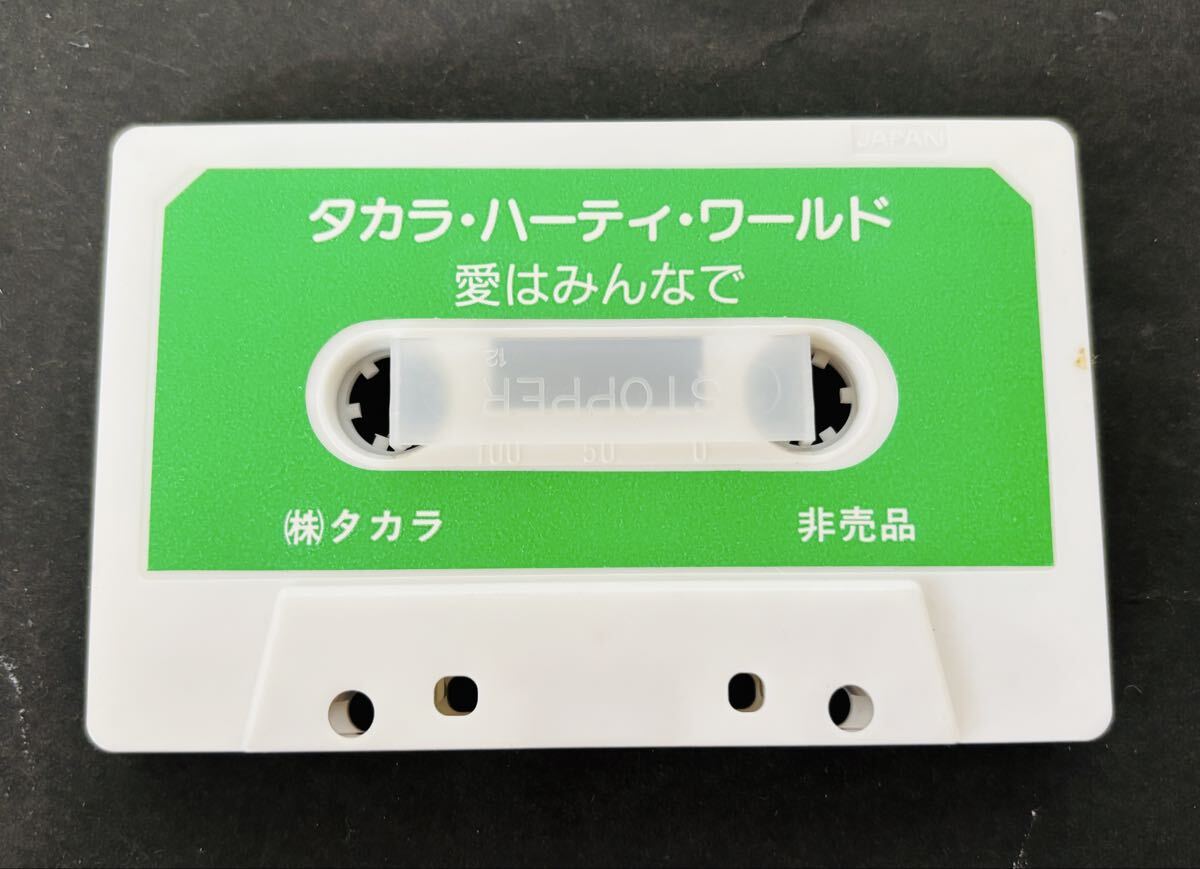 JAPAN
タカラ・ハーティ・ワールド
愛はみんなで
12
STOPPER
100 50 0
㈱タカラ
非売品